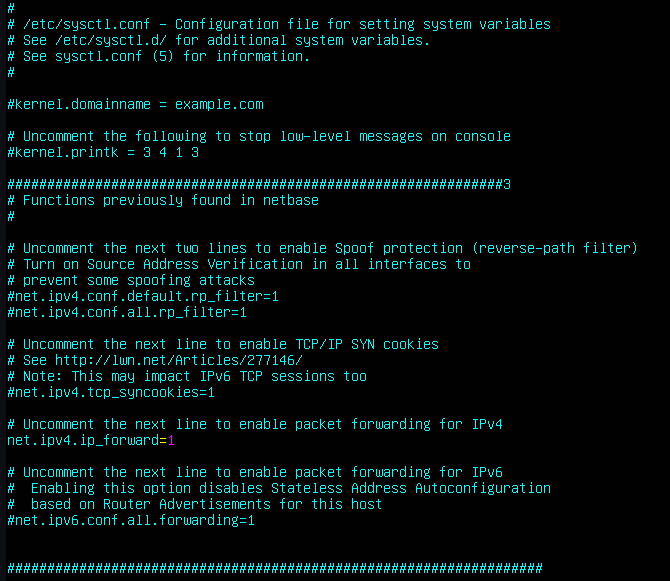 #
# /etc/sysctl.conf - Configuration file for setting system variables
# See /etc/sysctl.d/ for additional system variables.
# See sysctl.conf (5) for information.
#
#kernel.domainname = example.com
# Uncomment the following to stop low-level messages on console
#kernel.printk = 3 4 1 3
##############################################################3
# Functions previously found in netbase
#
# Uncomment the next two lines to enable Spoof protection (reverse-path filter)
# Turn on Source Address Verification in all interfaces to
# prevent some spoofing attacks
#net.ipv4.conf.default.rp_filter=1
#net.ipv4.conf.all.rp_filter=1
# Uncomment the next line to enable TCP/IP SYN cookies
# See http://lwn.net/Articles/277146/
# Note: This may impact IPv6 TCP sessions too
#net.ipv4.tcp_syncookies=1
# Uncomment the next line to enable packet forwarding for IPv4
net.ipv4.ip_forward=1
# Uncomment the next line to enable packet forwarding for IPv6
#  Enabling this option disables Stateless Address Autoconfiguration
#  based on Router Advertisements for this host
#net.ipv6.conf.all.forwarding=1
###################################################################